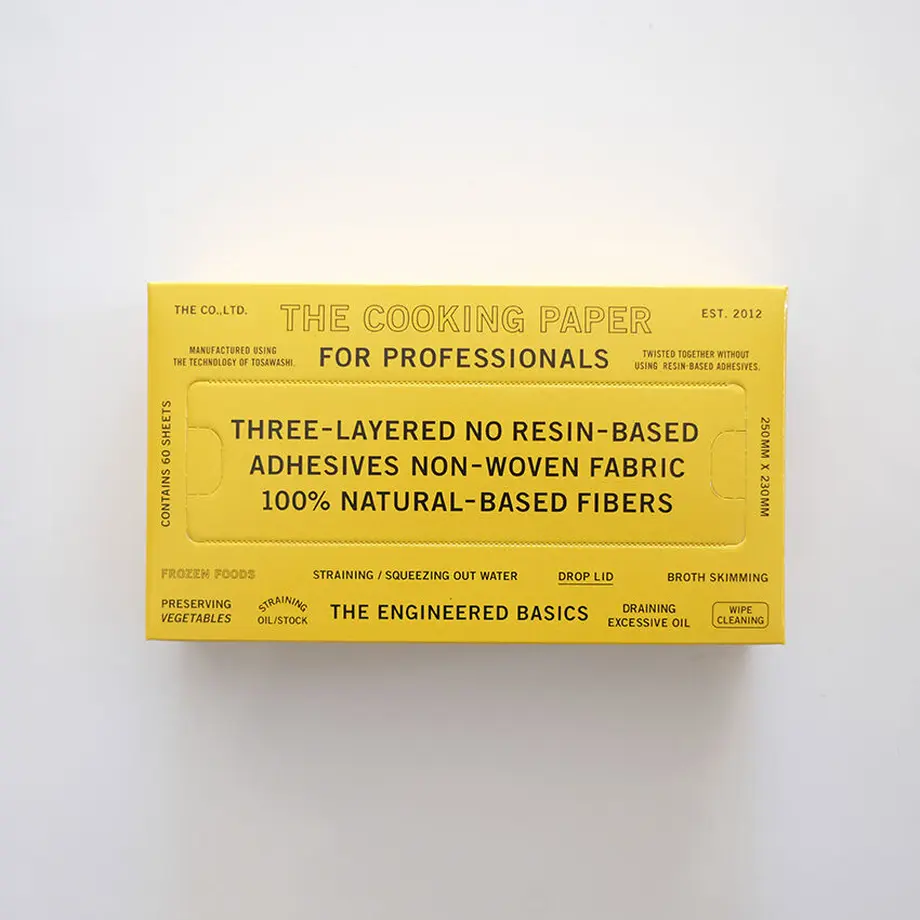 THE CO.,LTD.
THE COOKING PAPER
EST. 2012
MANUFACTURED USING
THE TECHNOLOGY OF TOSAWASHI.
FOR PROFESSIONALS
TWISTED TOGETHER WITHOUT
USING RESIN-BASED ADHESIVES.
CONTAINS 60 SHEETS
THREE-LAYERED NO RESIN-BASED
ADHESIVES NON-WOVEN FABRIC
100% NATURAL-BASED FIBERS
250MM X 230MM
FROZEN FOODS
STRAINING / SQUEEZING OUT WATER
DROP LID
BROTH SKIMMING
PRESERVING
VEGETABLES
STRAINING
OIL/STOCK
THE ENGINEERED BASICS
DRAINING
EXCESSIVE OIL
WIPE
CLEANING